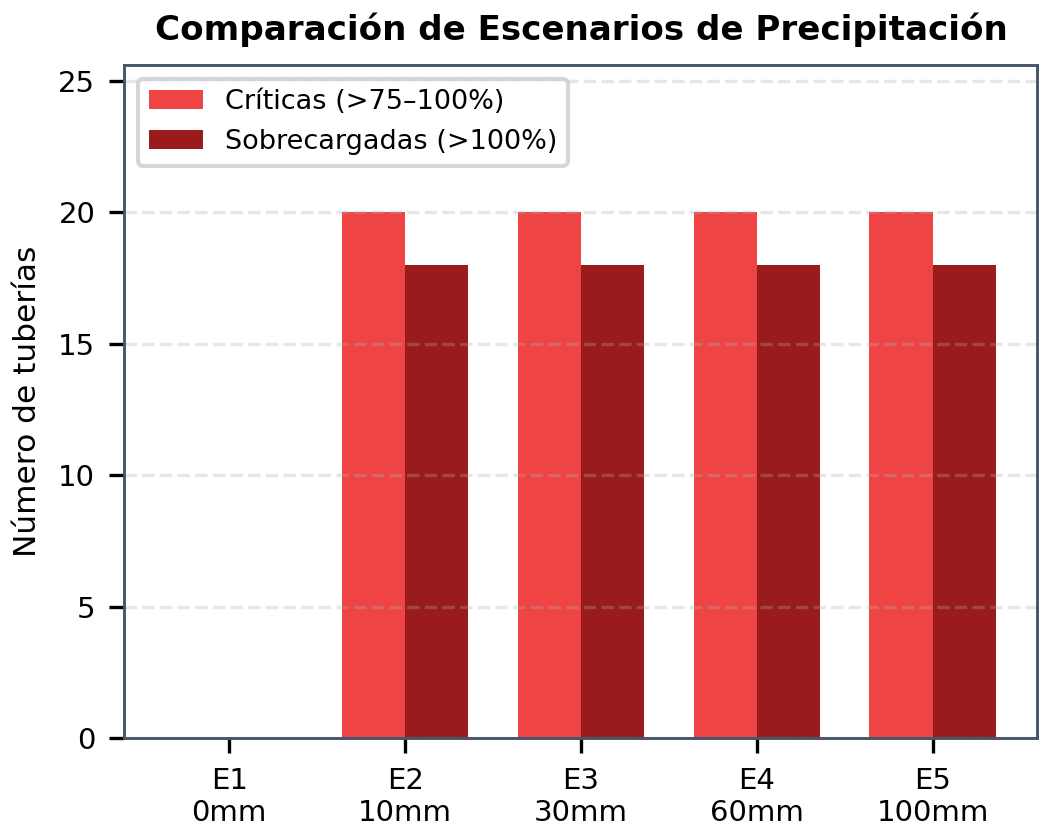 Comparación de Escenarios de Precipitación
Críticas (>75–100%)
Sobrecargadas (>100%)
Número de tuberías
25
20
15
10
5
0
E1
0mm
E2
10mm
E3
30mm
E4
60mm
E5
100mm